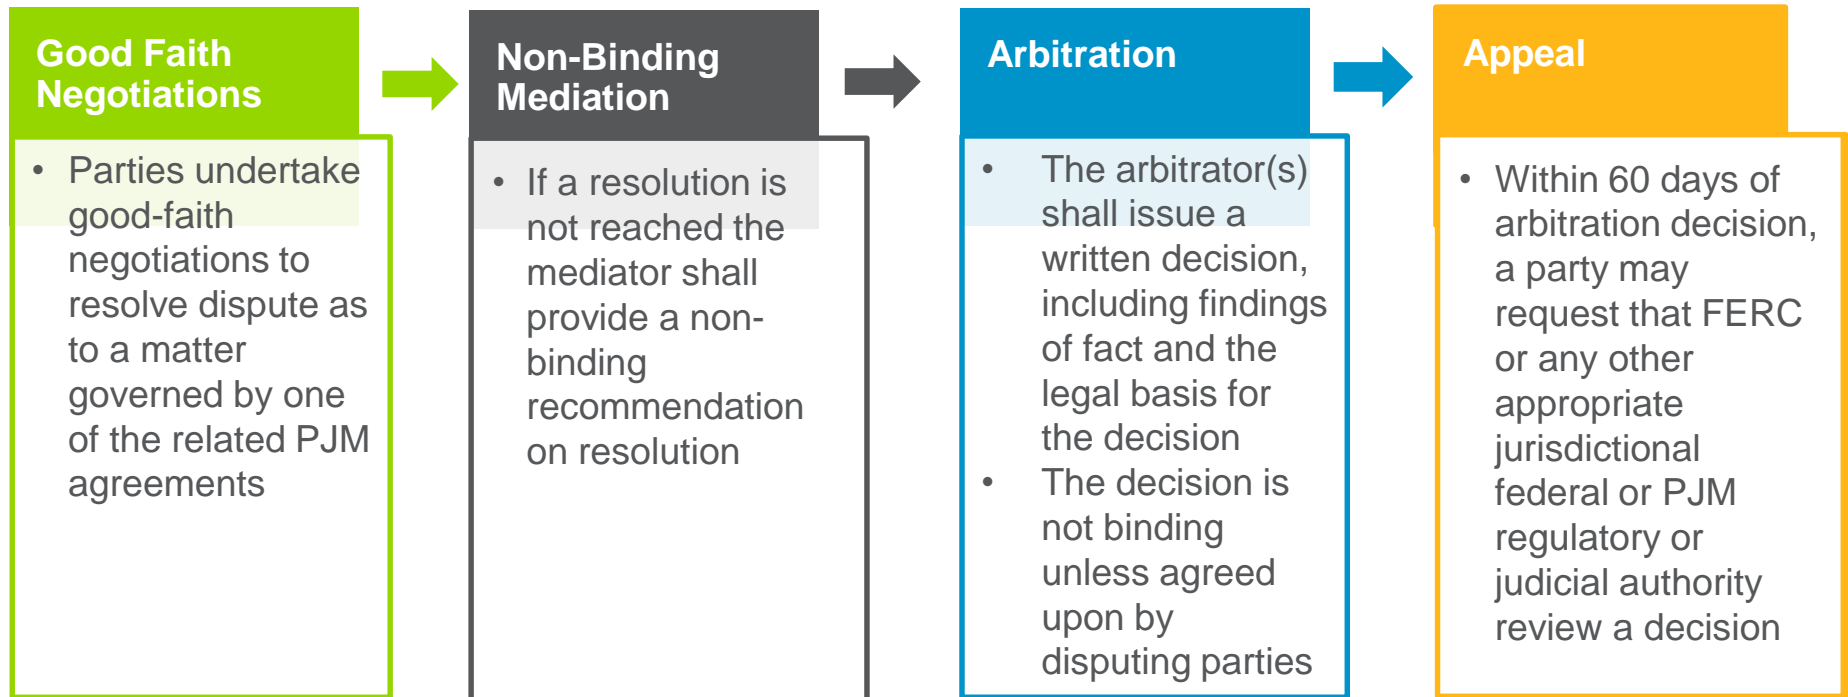 Good Faith
Negotiations
• Parties undertake
good-faith
negotiations to
resolve dispute as
to a matter
governed by one
of the related PJM
agreements
Non-Binding
Mediation
• If a resolution is
not reached the
mediator shall
provide a non-
binding
recommendation
on resolution
Arbitration
• The arbitrator(s)
shall issue a
written decision,
including findings
of fact and the
legal basis for
the decision
• The decision is
not binding
unless agreed
upon by
disputing parties
Appeal
• Within 60 days of
arbitration decision,
a party may
request that FERC
or any other
appropriate
jurisdictional
federal or PJM
regulatory or
judicial authority
review a decision